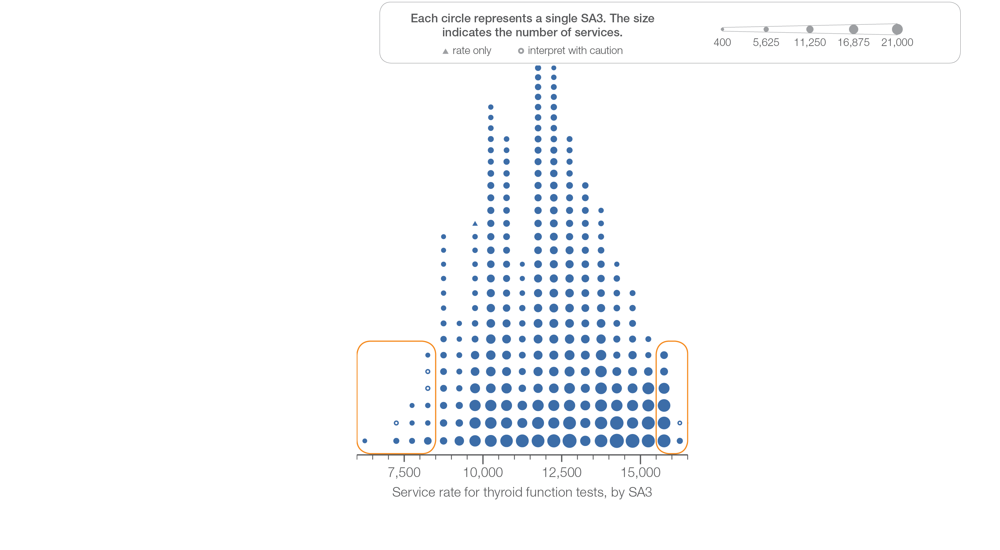 Each circle represents a single SA3. The size
indicates the number of services.
rate only interpret with caution
400 5,625 11,250 16,875 21,000
7,500 10,000 12,500 15,000
Service rate for thyroid function tests, by SA3